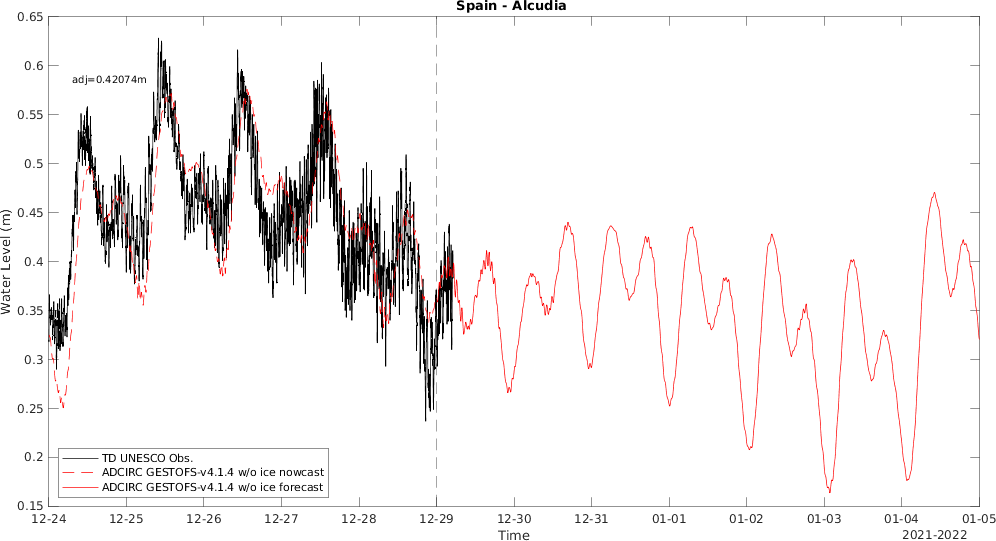 Spain - Alcudia
0.65
0.6
0.55
0.5
0.45
0.4
0.35
0.3
0.25
0.2
0.15
Water Level (m)
adj=0.42074m
TD UNESCO Obs.
ADCIRC GESTOFS-v4.1.4 w/o ice nowcast
ADCIRC GESTOFS-v4.1.4 w/o ice forecast
12-24 12-25 12-26 12-27 12-28 12-29 12-30 12-31 01-01 01-02 01-03 01-04 01-05
Time
2021-2022